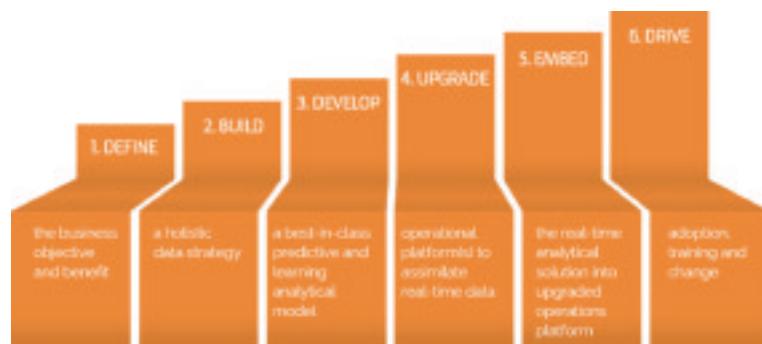 1. DEFINE
the business
objective
and benefit
2. BUILD
a holistic
data strategy
3. DEVELOP
a best-in-class
predictive and
learning
analytical
model
4. UPGRADE
operational
platform(s) to
assimilate
real-time data
5. EMBED
the real-time
analytical
solution into
upgraded
operations
platform
6. DRIVE
adoption,
training and
change